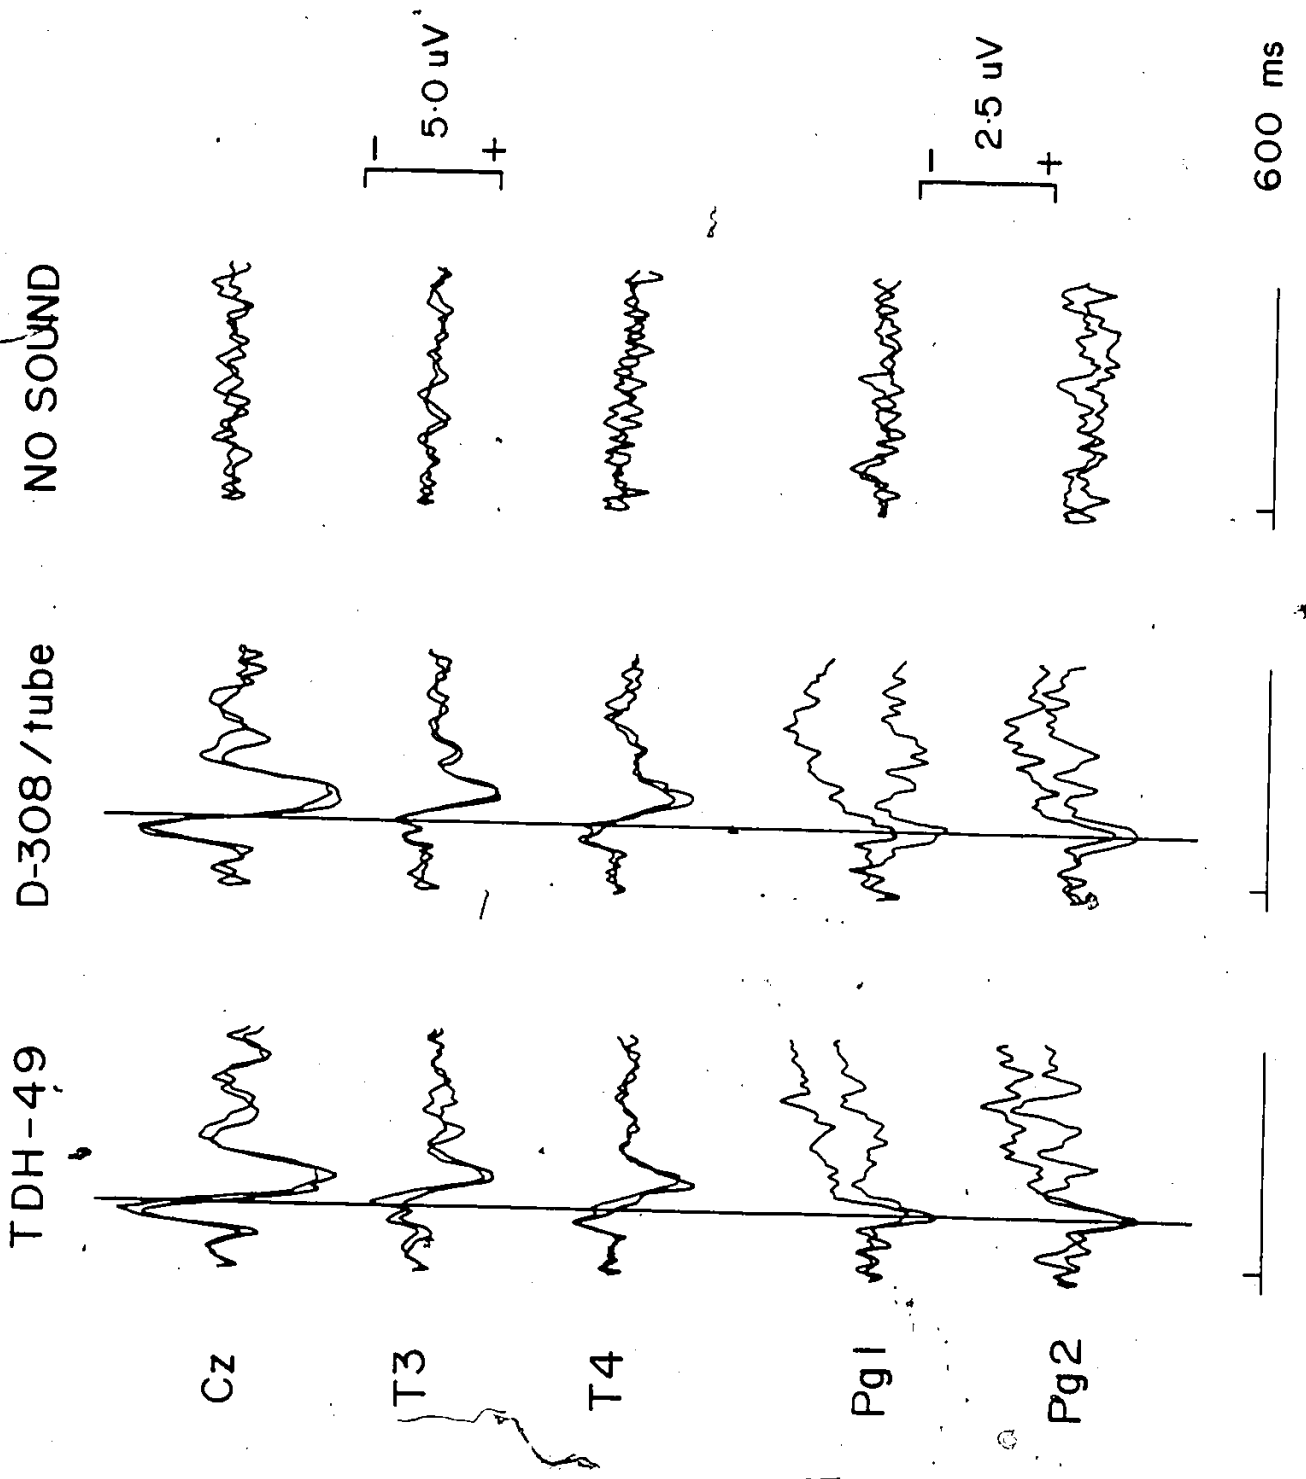 TDH-49
D-308/tube
NO SOUND
Cz
T3
-
5·0 uV
+
T4
Pg1
-
2·5 uV
+
Pg2
600 ms